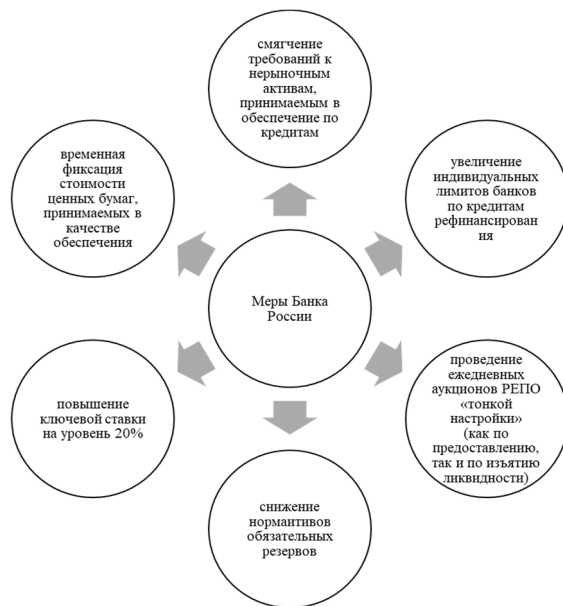 смягчение
требований к
нерыночным
активам,
принимаемым в
обеспечение по
кредитам
временная
фиксация
стоимости
ценных бумаг,
принимаемых в
качестве
обеспечения
увеличение
индивидуальных
лимитов банков
по кредитам
рефинансирован
ия
Меры Банка
России
повышение
ключевой ставки
на уровень 20%
проведение
ежедневных
аукционов РЕПО
«тонкой
настройки»
(как по
предоставлению,
так и по изъятию
ликвидности)
снижение
нормаитивов
обязательных
резервов